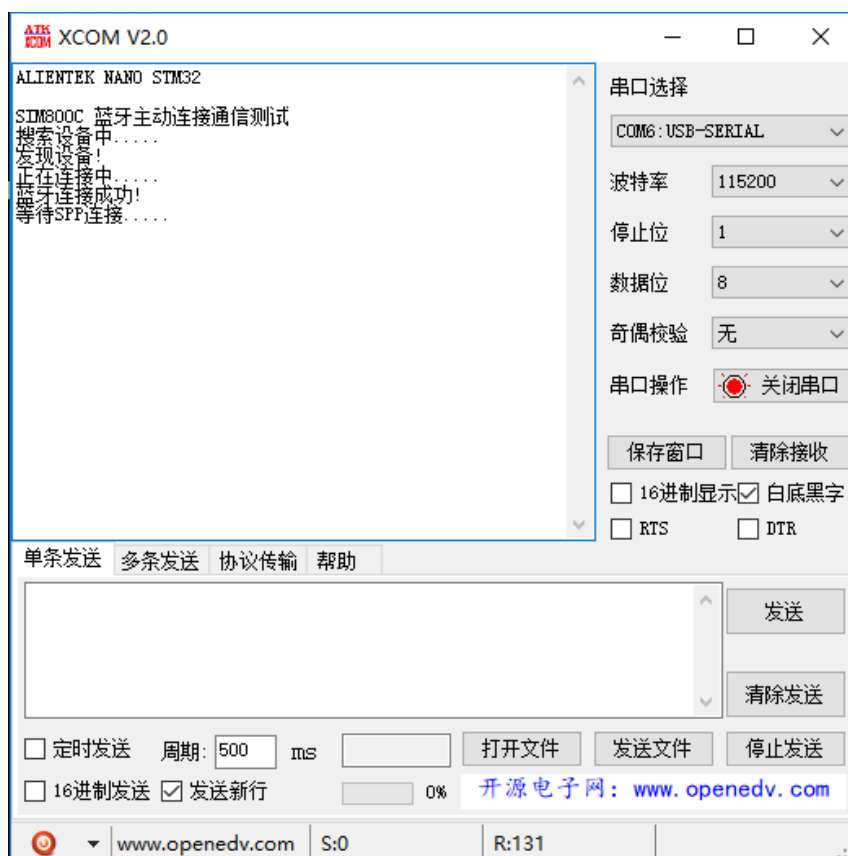 ATK XCOM XCOM V2.0
ALIENTEK NANO STM32
SIM800C 蓝牙主动连接通信测试
搜索设备中.....
发现设备!
正在连接中.....
蓝牙连接成功!
等待SPP连接.....
串口选择
COM6:USB-SERIAL
波特率 115200
停止位 1
数据位 8
奇偶校验 无
串口操作 关闭串口
保存窗口 清除接收
16进制显示 白底黑字
RTS DTR
单条发送 多条发送 协议传输 帮助
发送
清除发送
定时发送 周期: 500 ms 打开文件 发送文件 停止发送
16进制发送 发送新行 0% 开源电子网: www.openedv.com
www.openedv.com S:0 R:131